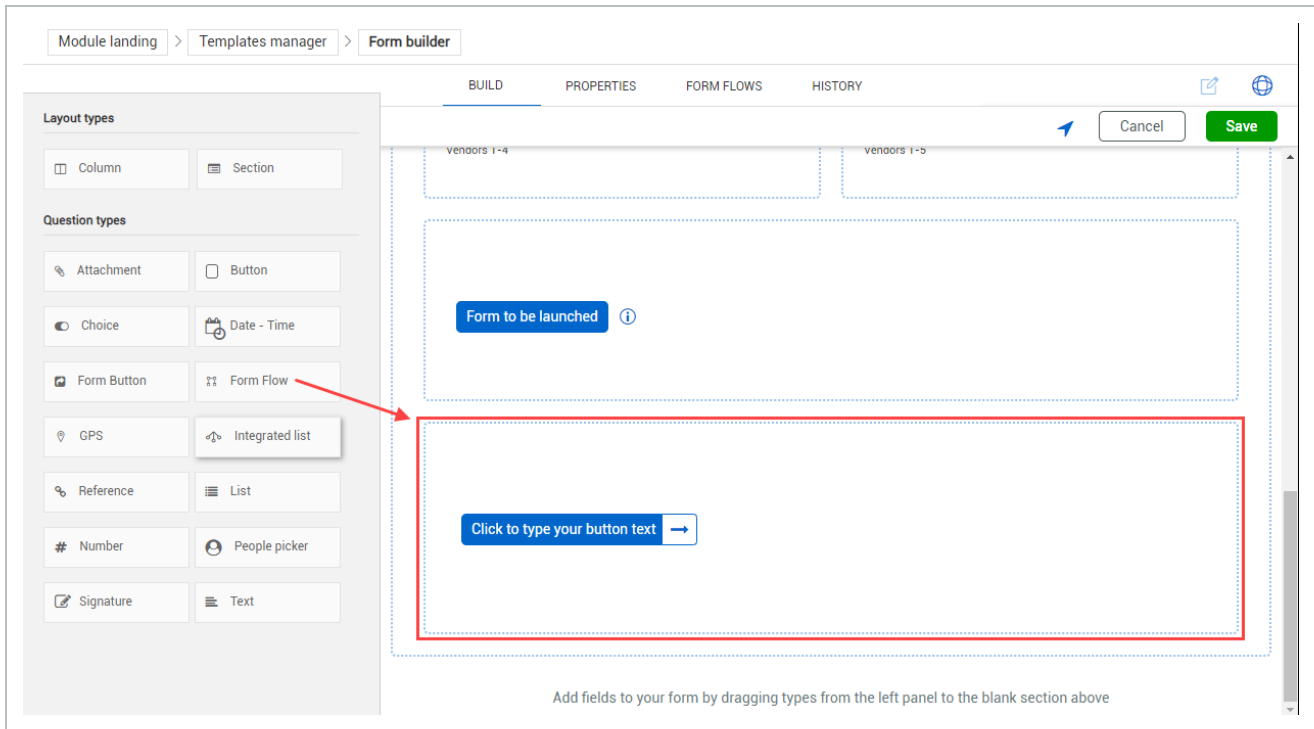 Module landing > Templates manager > Form builder
BUILD PROPERTIES FORM FLOWS HISTORY
Layout types
Cancel Save
Column Section
Vendors 1-4 Vendors 1-5
Question types
Attachment Button
Choice Date - Time
Form Button Form Flow
GPS Integrated list
Reference List
# Number People picker
Signature Text
Form to be launched
Click to type your button text
Add fields to your form by dragging types from the left panel to the blank section above